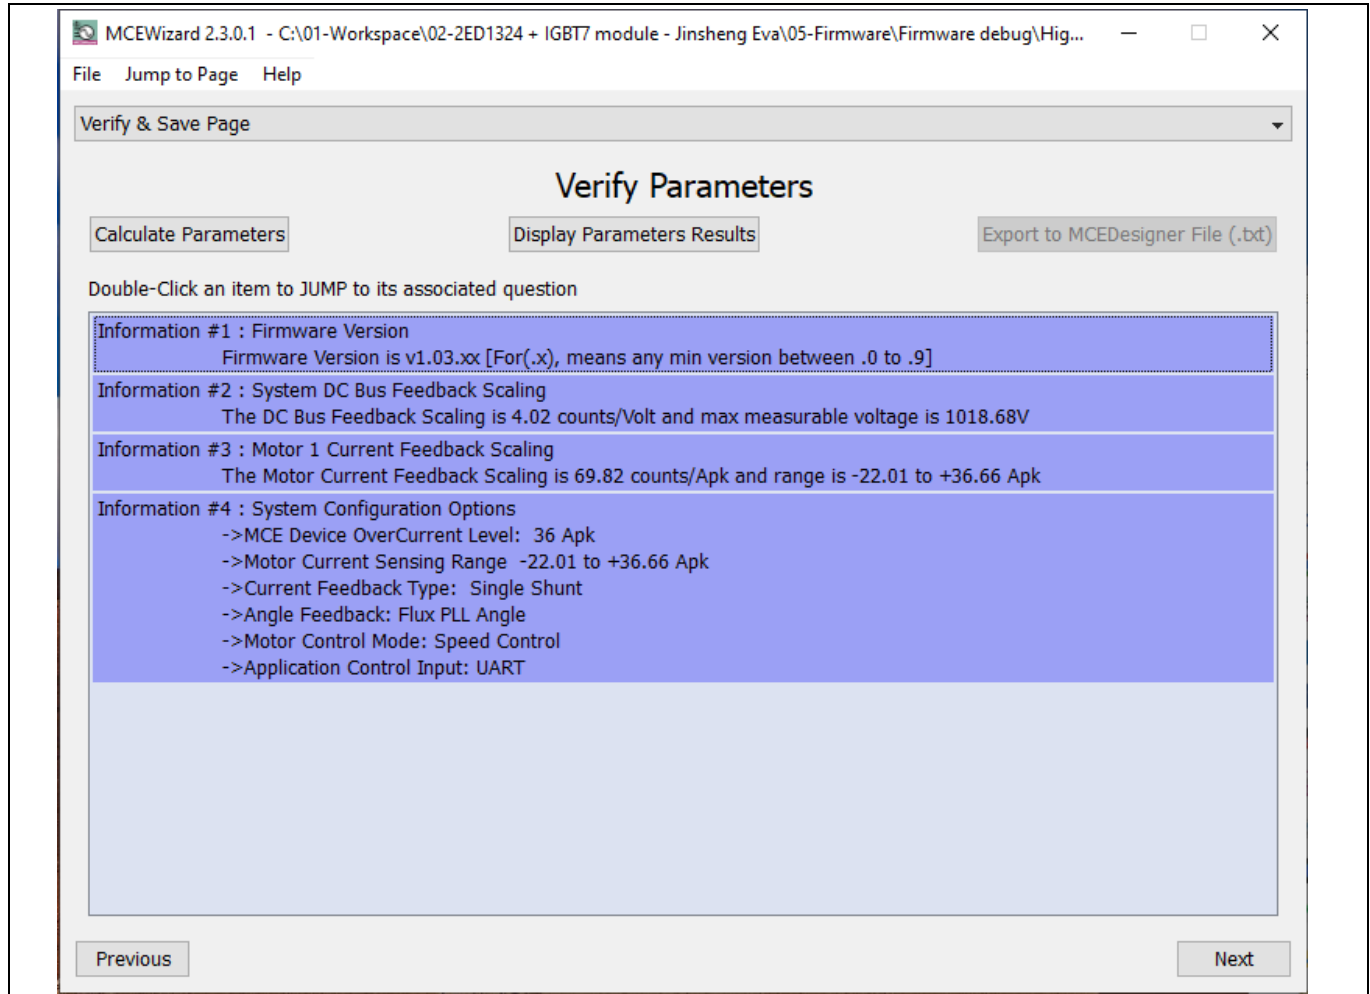 MCEWizard 2.3.0.1 - C:\01-Workspace\02-2ED1324 + IGBT7 module - Jinsheng Eva\05-Firmware\Firmware debug\Hig...
File Jump to Page Help
Verify & Save Page
Verify Parameters
Calculate Parameters Display Parameters Results Export to MCEDesigner File (.txt)
Double-Click an item to JUMP to its associated question
Information #1 : Firmware Version
Firmware Version is v1.03.xx [For(.x), means any min version between .0 to .9]
Information #2 : System DC Bus Feedback Scaling
The DC Bus Feedback Scaling is 4.02 counts/Volt and max measurable voltage is 1018.68V
Information #3 : Motor 1 Current Feedback Scaling
The Motor Current Feedback Scaling is 69.82 counts/Apk and range is -22.01 to +36.66 Apk
Information #4 : System Configuration Options
->MCE Device OverCurrent Level: 36 Apk
->Motor Current Sensing Range -22.01 to +36.66 Apk
->Current Feedback Type: Single Shunt
->Angle Feedback: Flux PLL Angle
->Motor Control Mode: Speed Control
->Application Control Input: UART
Previous Next